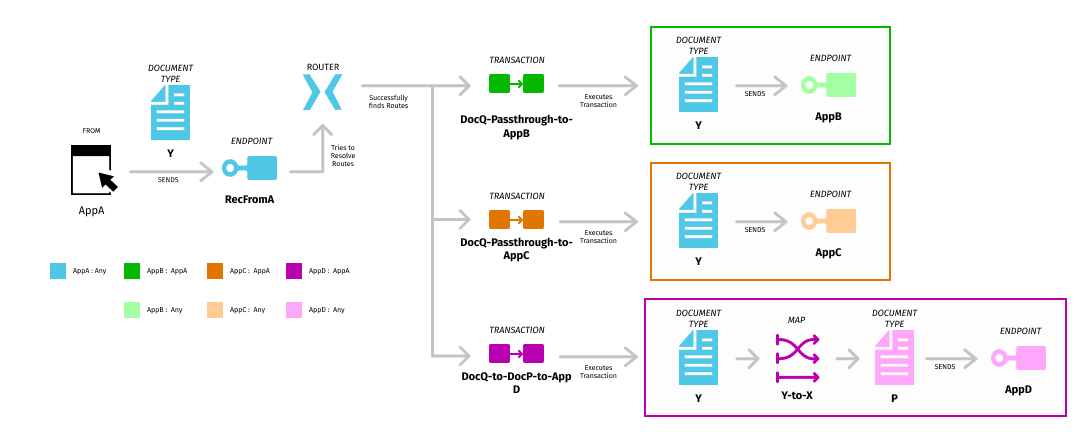 FROM
AppA
DOCUMENT
TYPE
Y
SENDS
ENDPOINT
RecFromA
ROUTER
Tries to
Resolve
Routes
Successfully
finds Routes
TRANSACTION
DocQ-Passthrough-to-
AppB
Executes
Transaction
DOCUMENT
TYPE
Y
SENDS
ENDPOINT
AppB
TRANSACTION
DocQ-Passthrough-to-
AppC
Executes
Transaction
DOCUMENT
TYPE
Y
SENDS
ENDPOINT
AppC
AppA: Any
AppB: AppA
AppC: AppA
AppD: AppA
AppB: Any
AppC: Any
AppD: Any
TRANSACTION
DocQ-to-DocP-to-App
D
Executes
Transaction
DOCUMENT
TYPE
Y
MAP
Y-to-X
DOCUMENT
TYPE
P
SENDS
ENDPOINT
AppD